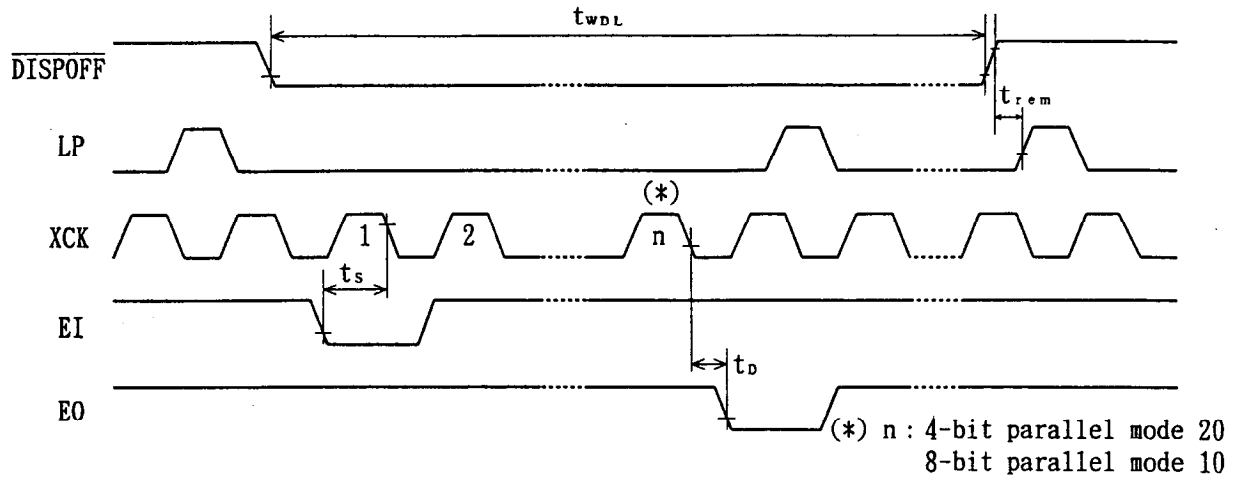 tWDL
DISPOFF
trem
LP
(*)
XCK
1
2
n
ts
EI
tD
EO
(*) n : 4-bit parallel mode 20
8-bit parallel mode 10